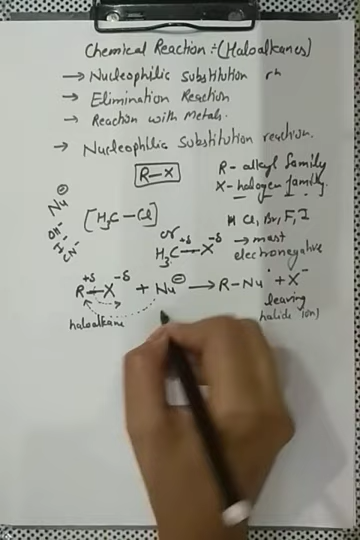 Chemical Reaction :- (Haloalkanes)
→ Nucleophilic Substitution rn
→ Elimination Reaction
→ Reaction with Metals.
→ Nucleophilic Substitution reaction.
R-X
R - alkyl family
X- halogen family.
Nu⊖
OH⁻
CN⁻
[H₃C - Cl]
Cl, Br, F, I
or
H₃C⁺ᵟ-X⁻ᵟ → most
electronegative
R⁺ᵟ-X⁻ᵟ + Nu⊖ → R-Nu + X⁻
haloalkane
leaving
halide ion)